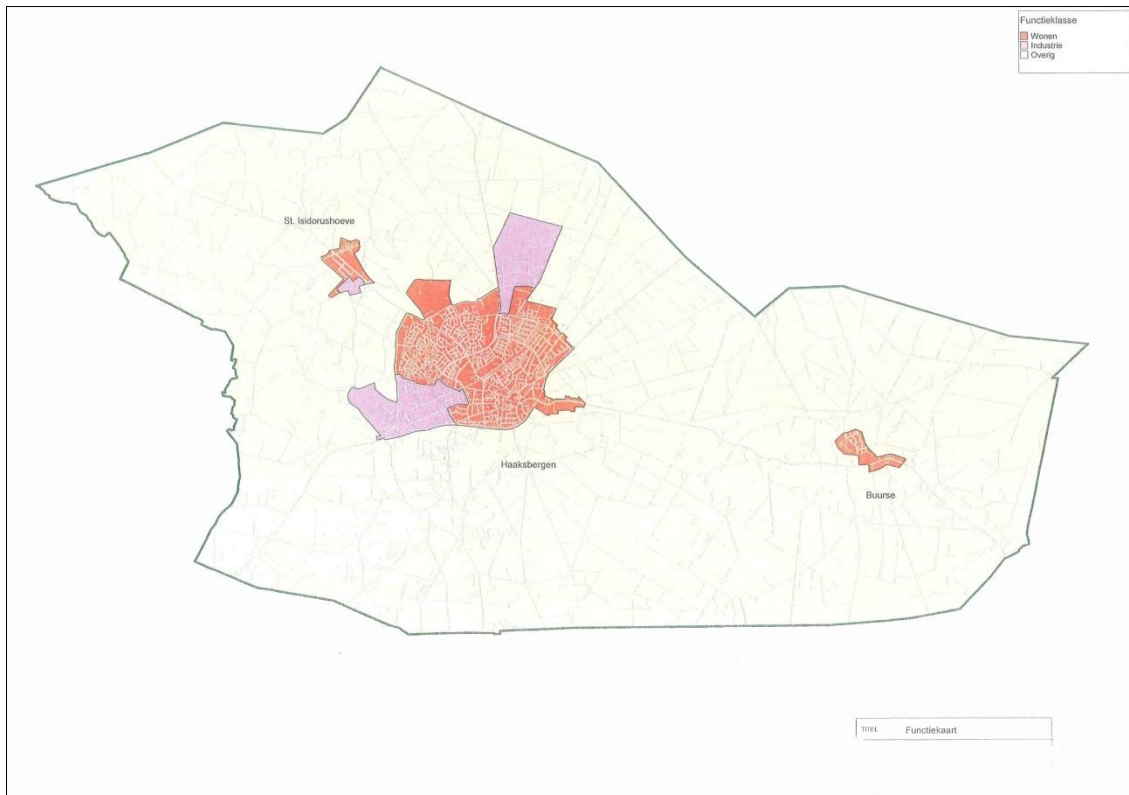 Functieklasse
Wonen
Industrie
Overig
St. Isidorushoeve
Haaksbergen
Buurse
TITEL Functiekaart